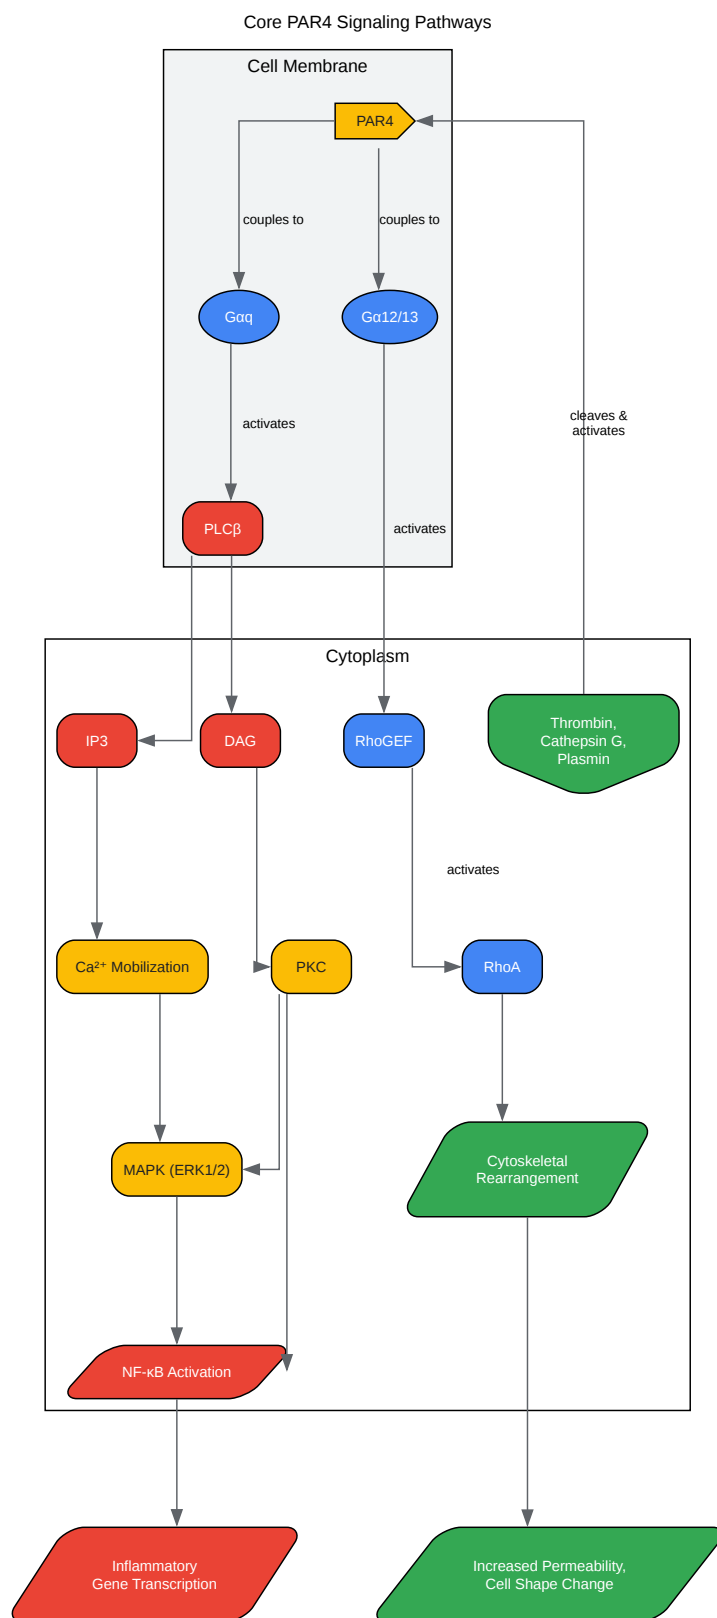 Core PAR4 Signaling Pathways
Cell Membrane
PAR4
couples to
couples to
Gαq
Gα12/13
cleaves &
activates
activates
PLCβ
activates
Cytoplasm
IP3
DAG
RhoGEF
Thrombin,
Cathepsin G,
Plasmin
activates
Ca²⁺ Mobilization
PKC
RhoA
MAPK (ERK1/2)
Cytoskeletal
Rearrangement
NF-κB Activation
Inflammatory
Gene Transcription
Increased Permeability,
Cell Shape Change